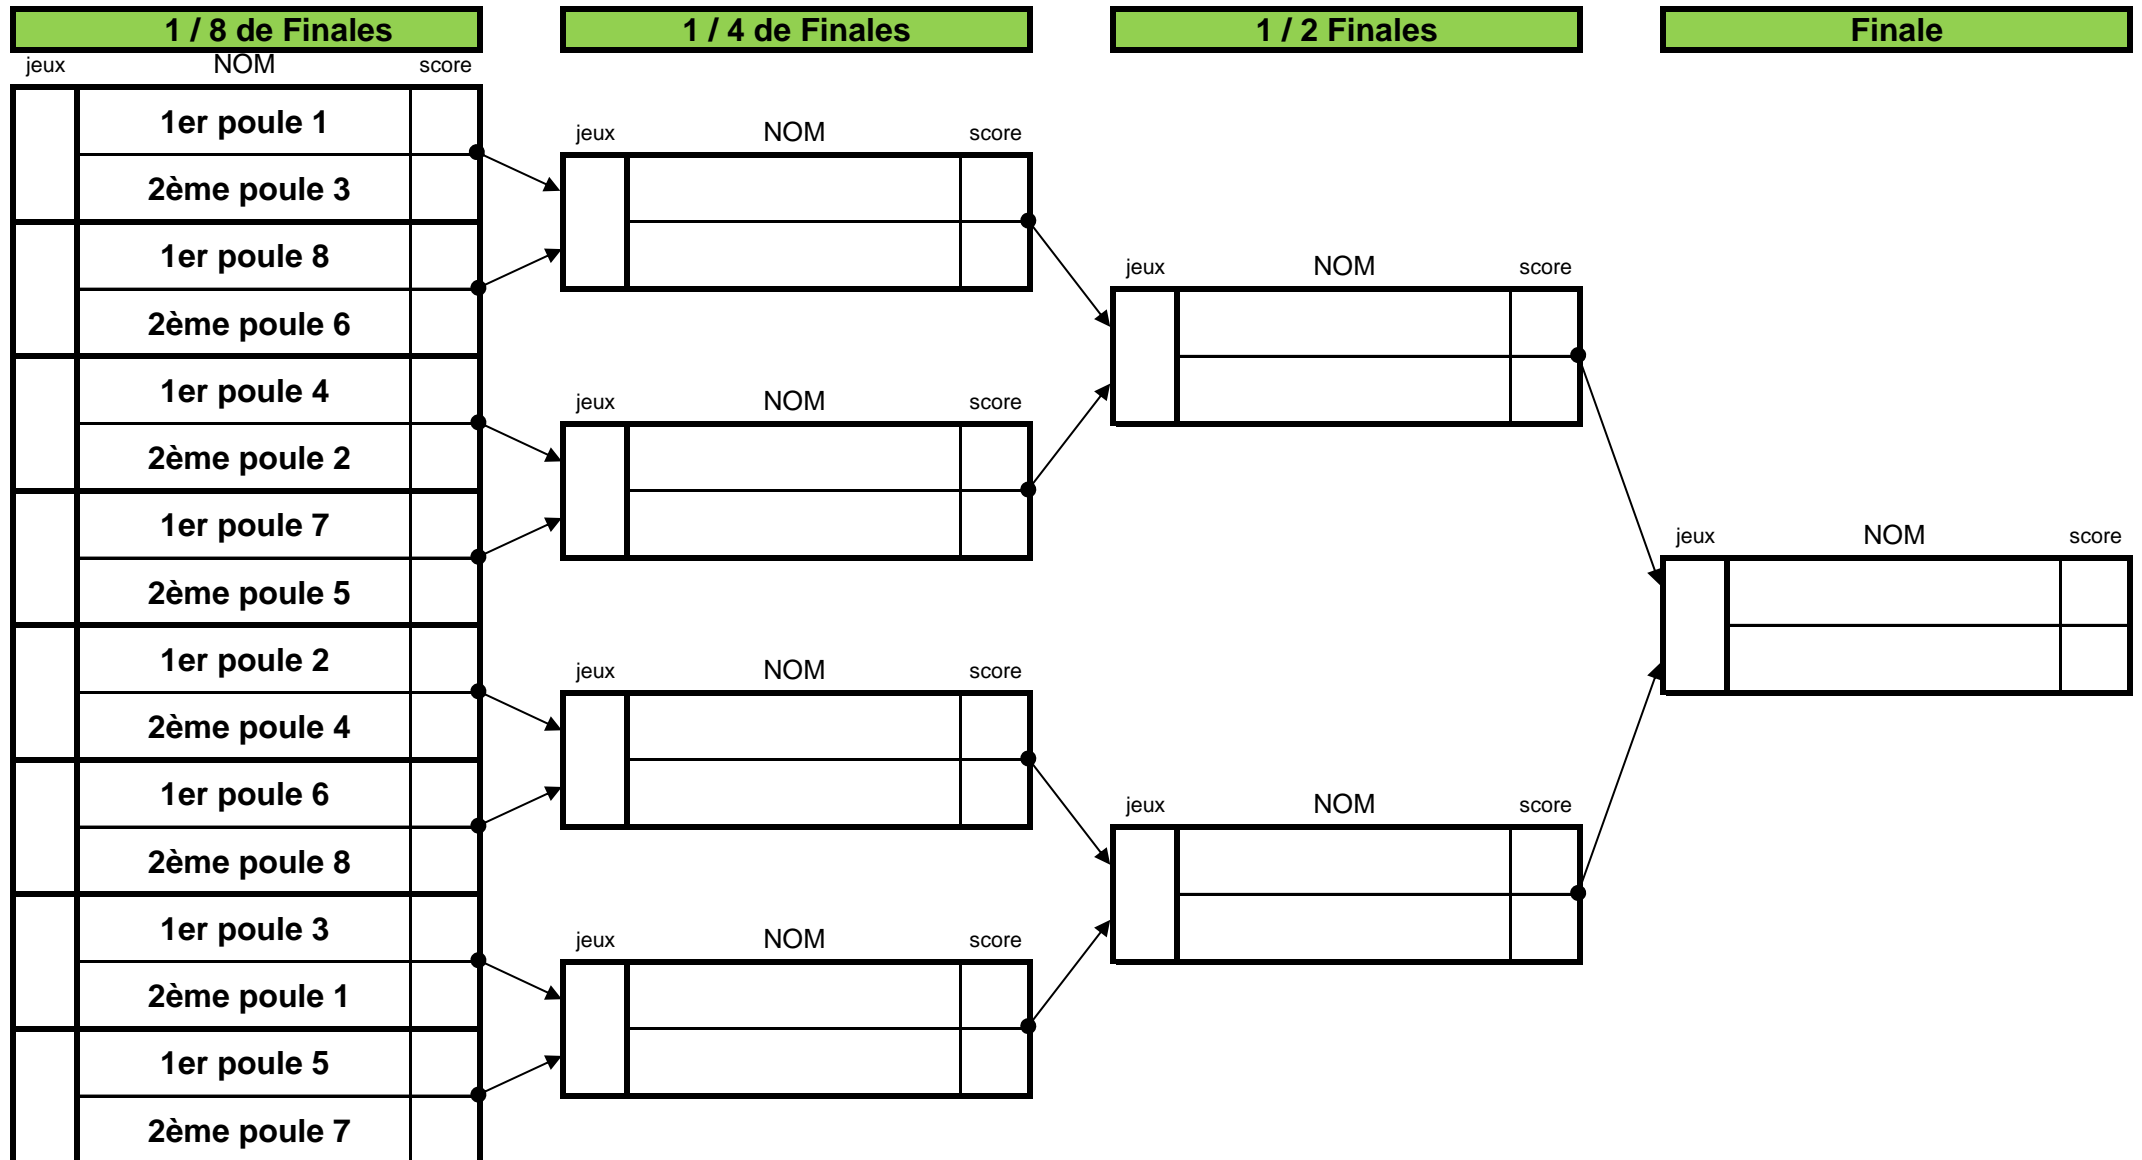 1 / 8 de Finales
1 / 4 de Finales
1 / 2 Finales
Finale
jeux NOM score
1er poule 1
2ème poule 3
1er poule 8
2ème poule 6
1er poule 4
2ème poule 2
1er poule 7
2ème poule 5
1er poule 2
2ème poule 4
1er poule 6
2ème poule 8
1er poule 3
2ème poule 1
1er poule 5
2ème poule 7
jeux NOM score
jeux NOM score
jeux NOM score
jeux NOM score
jeux NOM score
jeux NOM score
jeux NOM score